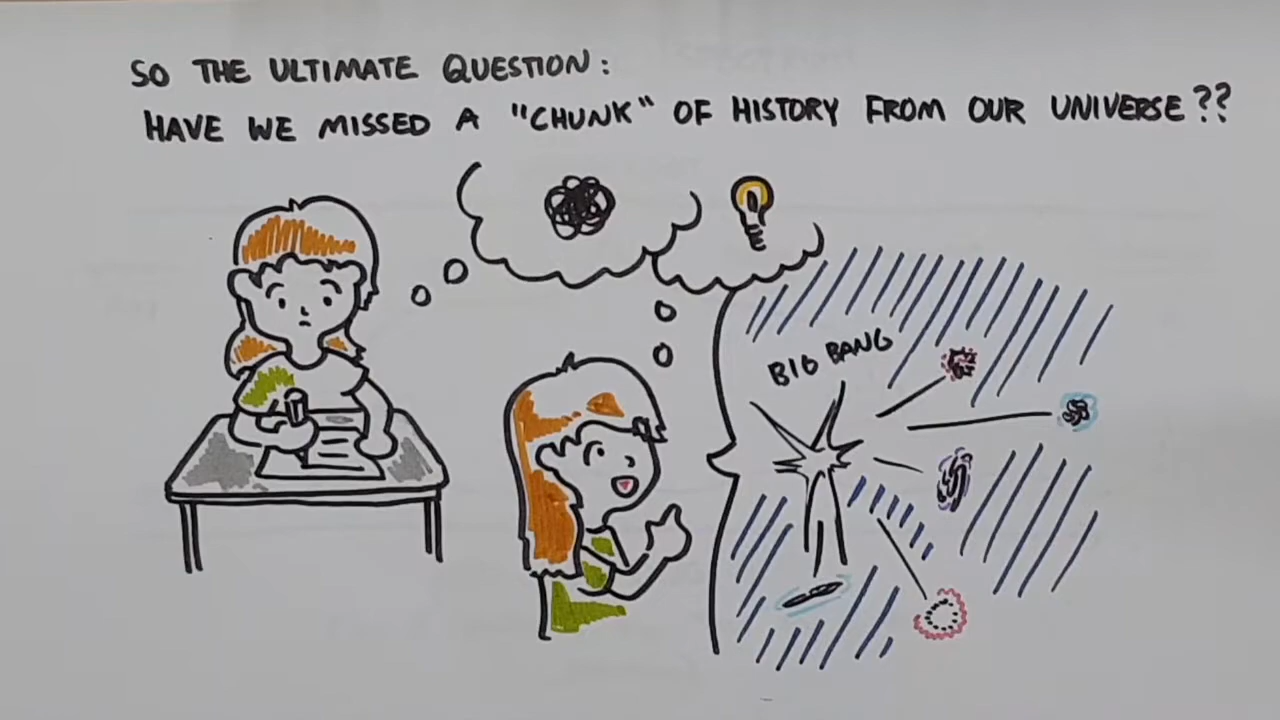 SO THE ULTIMATE QUESTION:
HAVE WE MISSED A "CHUNK" OF HISTORY FROM OUR UNIVERSE??
BIG BANG